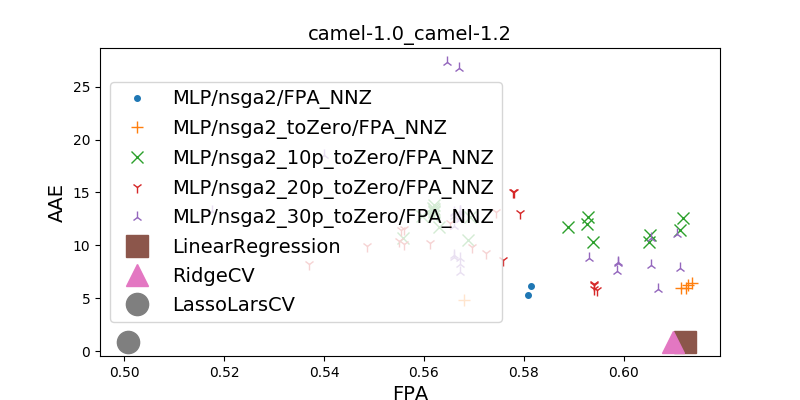 camel-1.0_camel-1.2
AAE
25
20
15
10
5
0
MLP/nsga2/FPA_NNZ
MLP/nsga2_toZero/FPA_NNZ
MLP/nsga2_10p_toZero/FPA_NNZ
MLP/nsga2_20p_toZero/FPA_NNZ
MLP/nsga2_30p_toZero/FPA_NNZ
LinearRegression
RidgeCV
LassoLarsCV
0.50 0.52 0.54 0.56 0.58 0.60
FPA